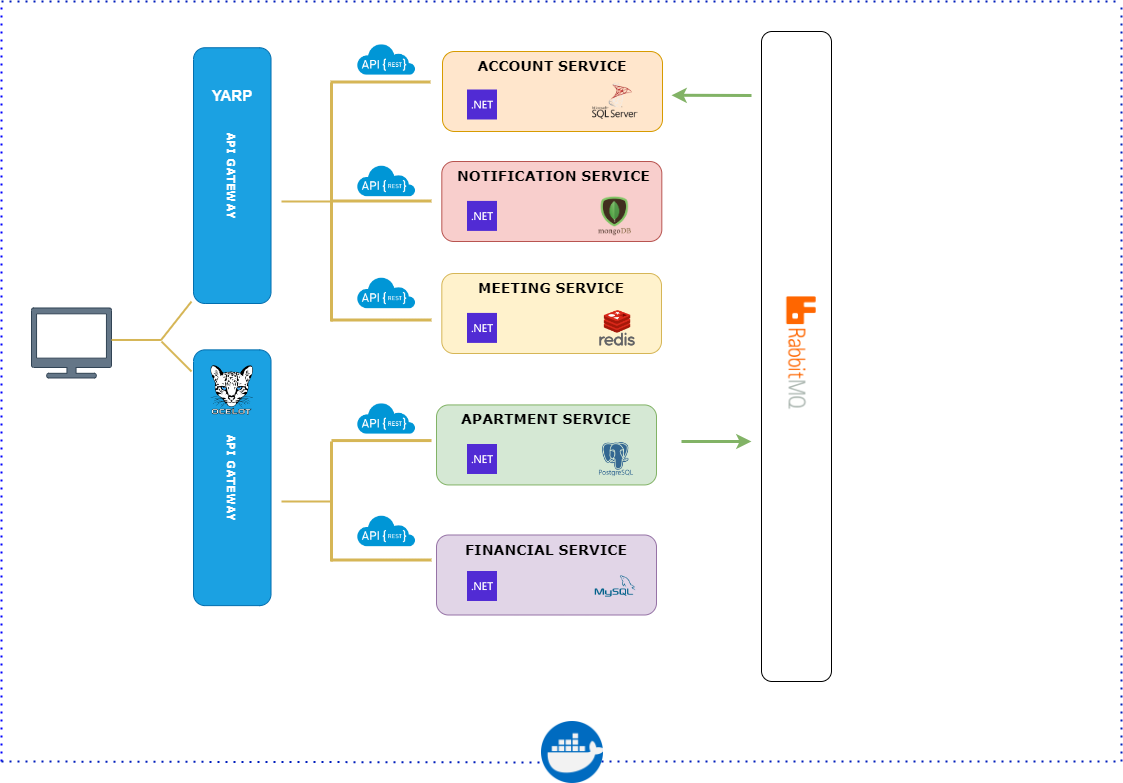 YARP
API GATEWAY
API {REST}
ACCOUNT SERVICE
.NET
Microsoft
SQL Server
API {REST}
NOTIFICATION SERVICE
.NET
mongoDB
API {REST}
MEETING SERVICE
.NET
redis
OCELOT
API GATEWAY
API {REST}
APARTMENT SERVICE
.NET
PostgreSQL
API {REST}
FINANCIAL SERVICE
.NET
MySQL
RabbitMQ